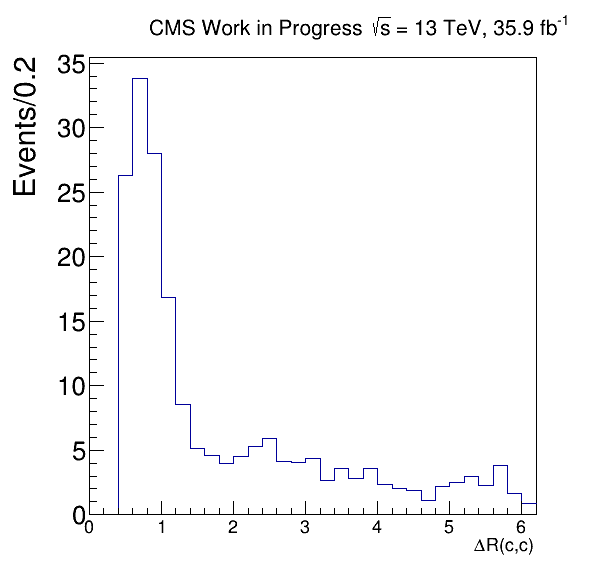 CMS Work in Progress √s = 13 TeV, 35.9 fb⁻¹
Events/0.2
35
30
25
20
15
10
5
0
0 1 2 3 4 5 6
ΔR(c,c)